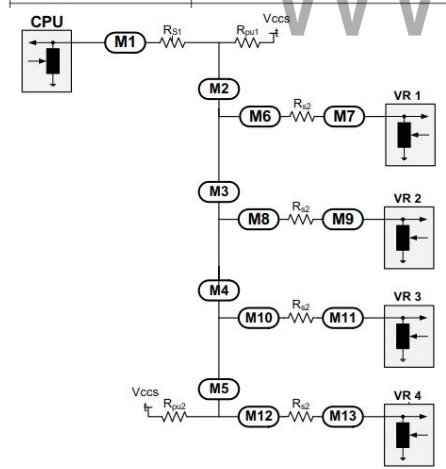 W W
Vccs
CPU
M1
RS1
Rpu1
M2
VR 1
M6
Rs2
M7
M3
VR 2
M8
Rs2
M9
M4
VR 3
M10
Rs2
M11
M5
Vccs
Rpu2
VR 4
M12
Rs2
M13